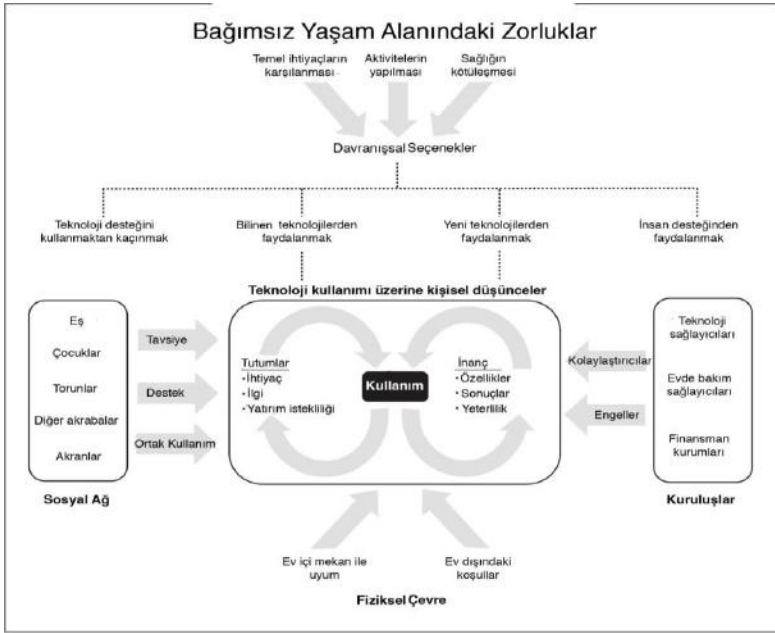 Bağımsız Yaşam Alanındaki Zorluklar
Temel ihtiyaçların
karşılanması
Aktivitelerin
yapılması
Sağlığın
kötüleşmesi
Davranışsal Seçenekler
Teknoloji desteğini
kullanmaktan kaçınmak
Bilinen teknolojilerden
faydalanmak
Yeni teknolojilerden
faydalanmak
İnsan desteğinden
faydalanmak
Teknoloji kullanımı üzerine kişisel düşünceler
Eş
Çocuklar
Torunlar
Diğer akrabalar
Akranlar
Sosyal Ağ
Tavsiye
Destek
Ortak Kullanım
Tutumlar
•İhtiyaç
•İlgi
•Yatırım istekliliği
Kullanım
İnanç
•Özellikler
•Sonuçlar
•Yeterlilik
Kolaylaştırıcılar
Engeller
Teknoloji
sağlayıcıları
Evde bakım
sağlayıcıları
Finansman
kurumları
Kuruluşlar
Ev içi mekan ile
uyum
Ev dışındaki
koşullar
Fiziksel Çevre